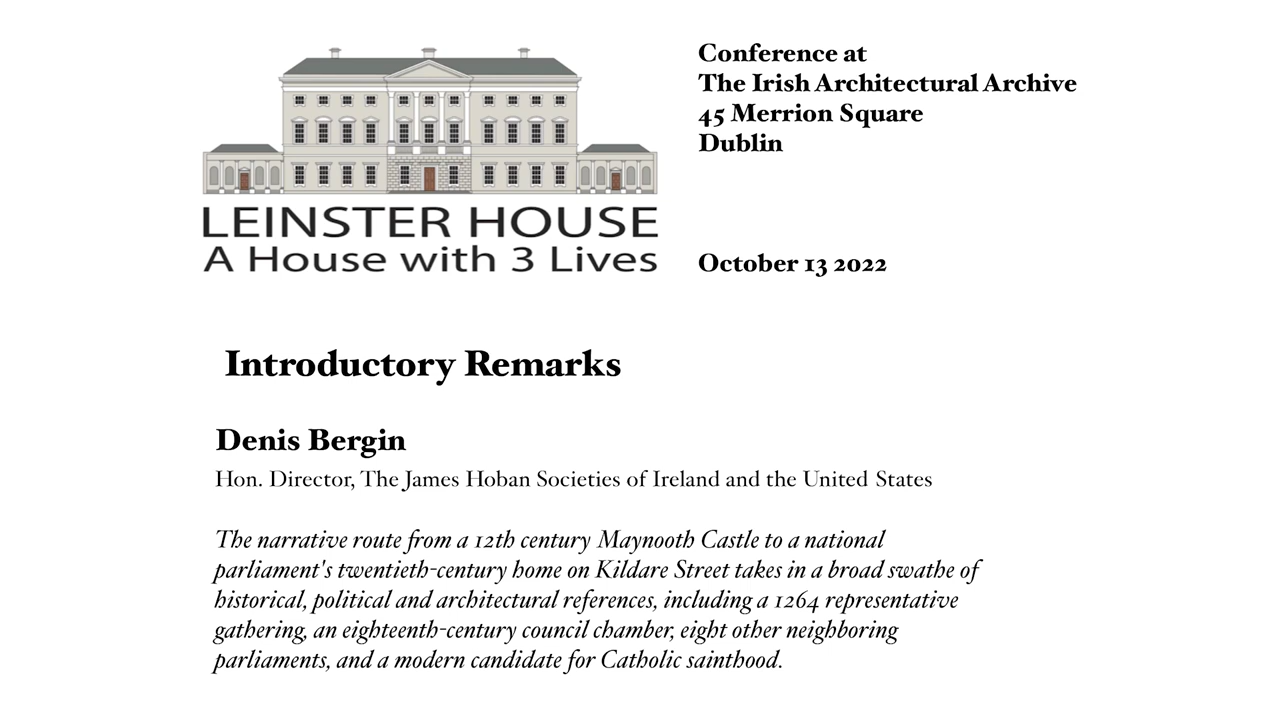 Conference at
The Irish Architectural Archive
45 Merrion Square
Dublin
LEINSTER HOUSE
A House with 3 Lives
October 13 2022
Introductory Remarks
Denis Bergin
Hon. Director, The James Hoban Societies of Ireland and the United States
The narrative route from a 12th century Maynooth Castle to a national
parliament's twentieth-century home on Kildare Street takes in a broad swathe of
historical, political and architectural references, including a 1264 representative
gathering, an eighteenth-century council chamber, eight other neighboring
parliaments, and a modern candidate for Catholic sainthood.